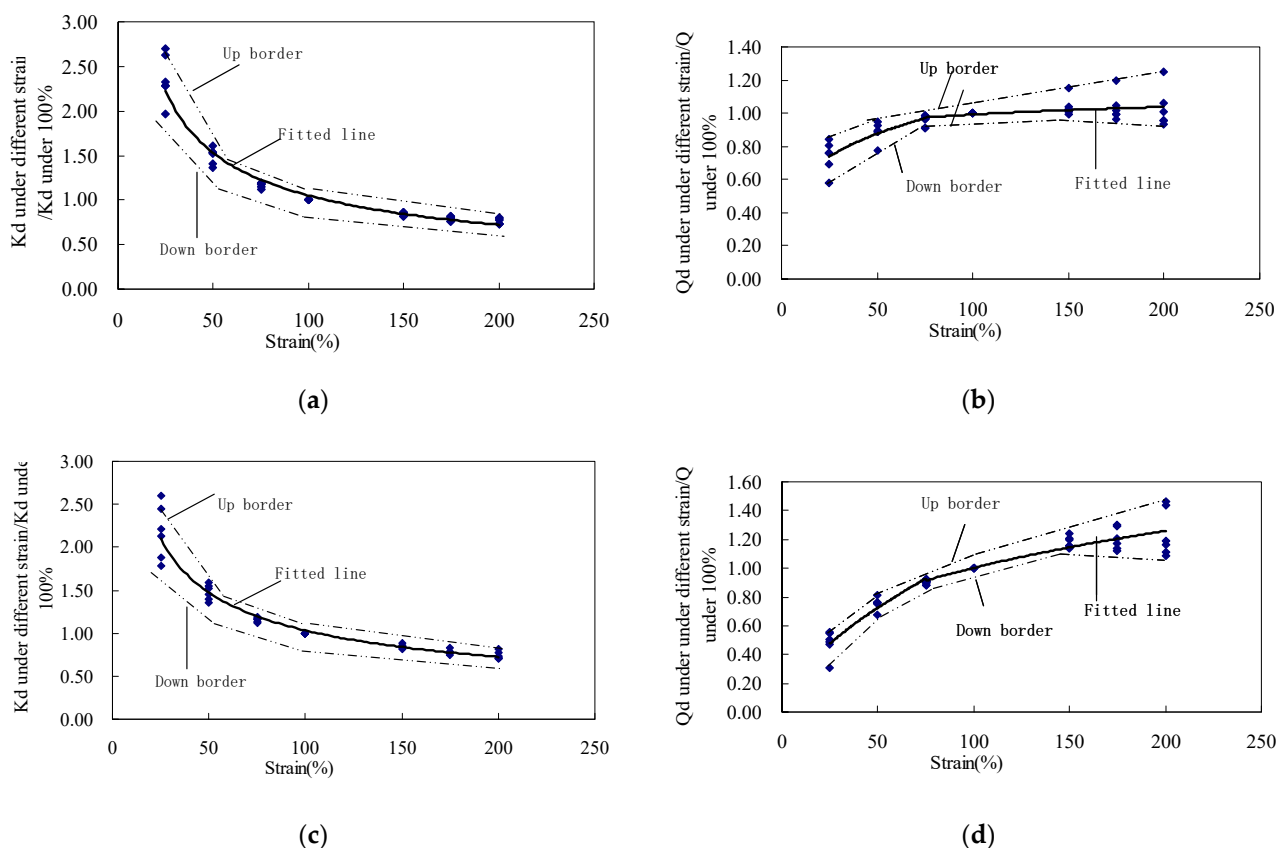 Kd under different strain
/Kd under 100%
3.00
2.50
2.00
1.50
1.00
0.50
0.00
Up border
Fitted line
Down border
0 50 100 150 200 250
Strain(%)
(a)
Qd under under different strain/Q
under 100%
1.40
1.20
1.00
0.80
0.60
0.40
0.20
0.00
Up border
Down border
Fitted line
0 50 100 150 200 250
Strain(%)
(b)
Kd under different strain/Kd unde
100%
3.00
2.50
2.00
1.50
1.00
0.50
0.00
Up border
Fitted line
Down border
0 50 100 150 200 250
Strain(%)
(c)
Qd under under different strain/Q
under 100%
1.60
1.40
1.20
1.00
0.80
0.60
0.40
0.20
0.00
Up border
Fitted line
Down border
0 50 100 150 200 250
Strain(%)
(d)